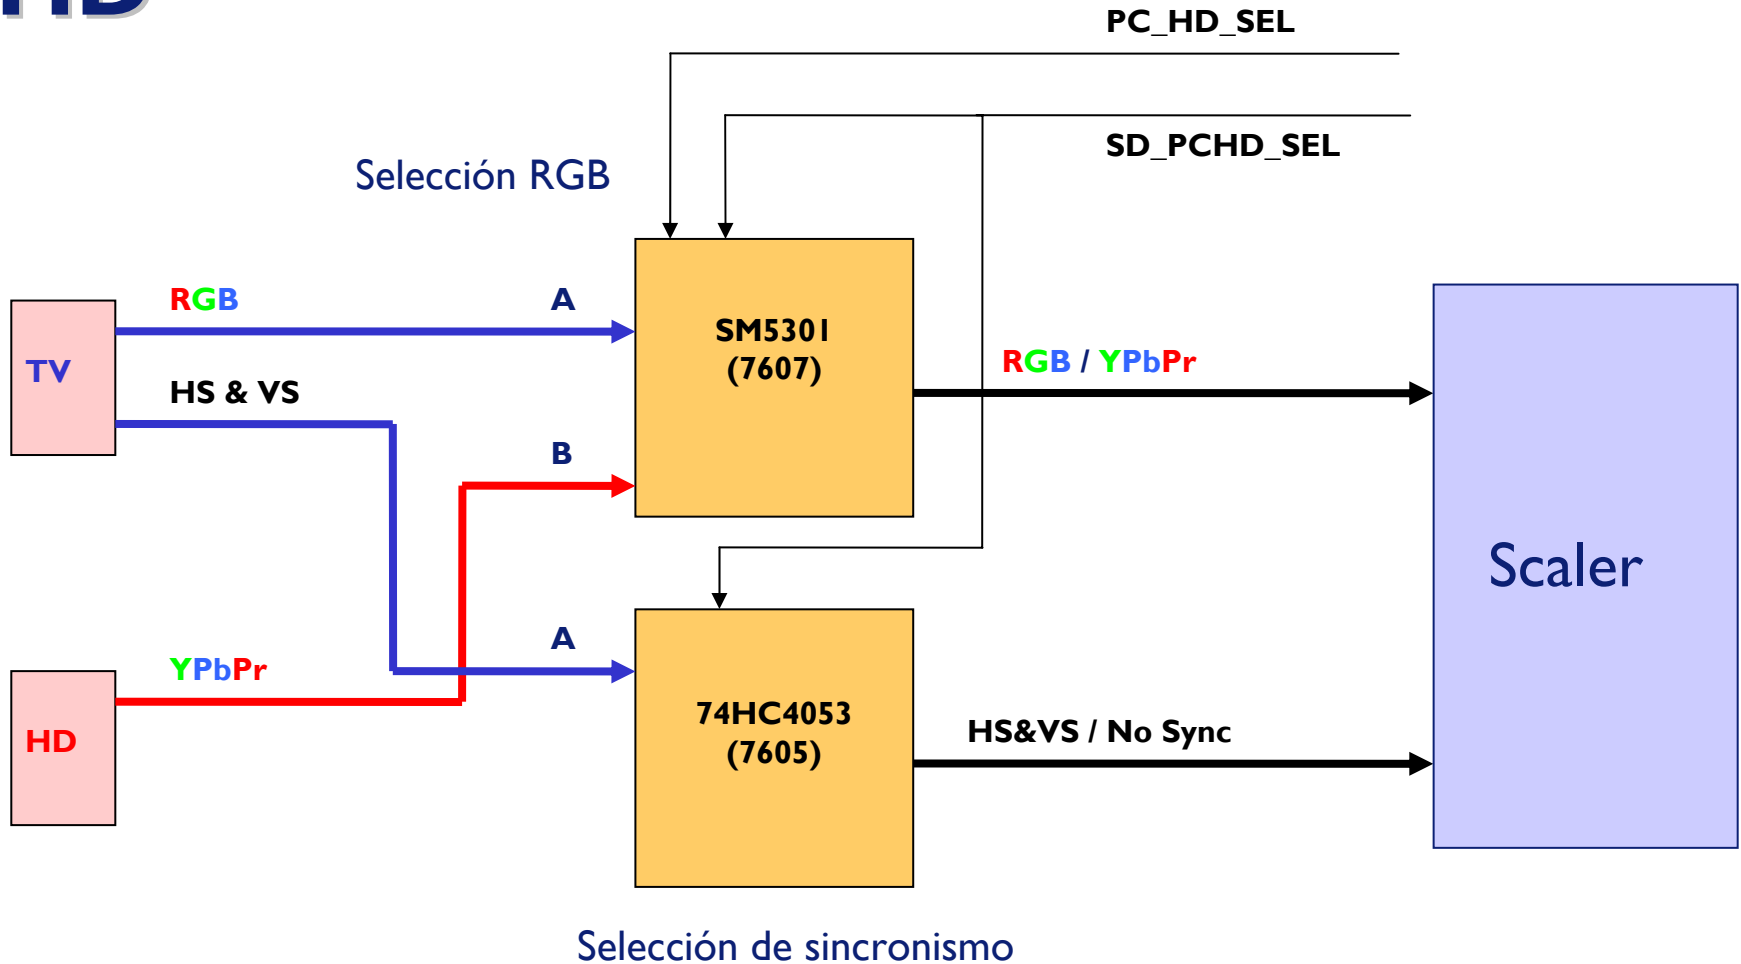 HD
PC_HD_SEL
SD_PCHD_SEL
Selección RGB
RGB
A
SM5301
(7607)
TV
HS & VS
RGB / YPbPr
B
Scaler
A
YPbPr
HD
74HC4053
(7605)
HS&VS / No Sync
Selección de sincronismo